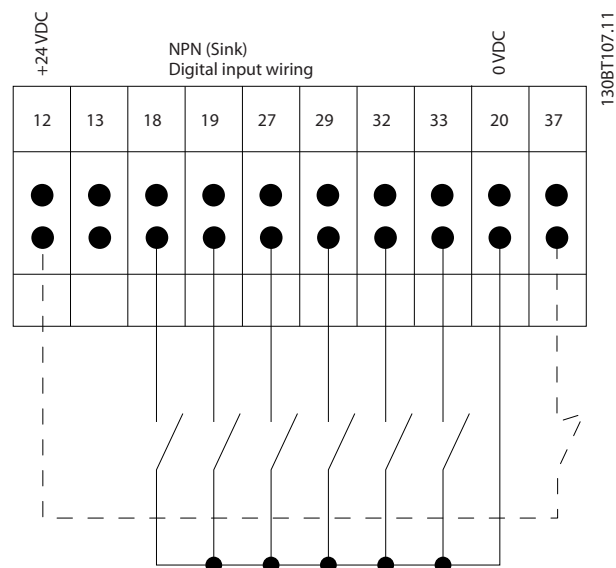 +24 VDC
NPN (Sink)
Digital input wiring
0 VDC
130BT107.11
12 13 18 19 27 29 32 33 20 37